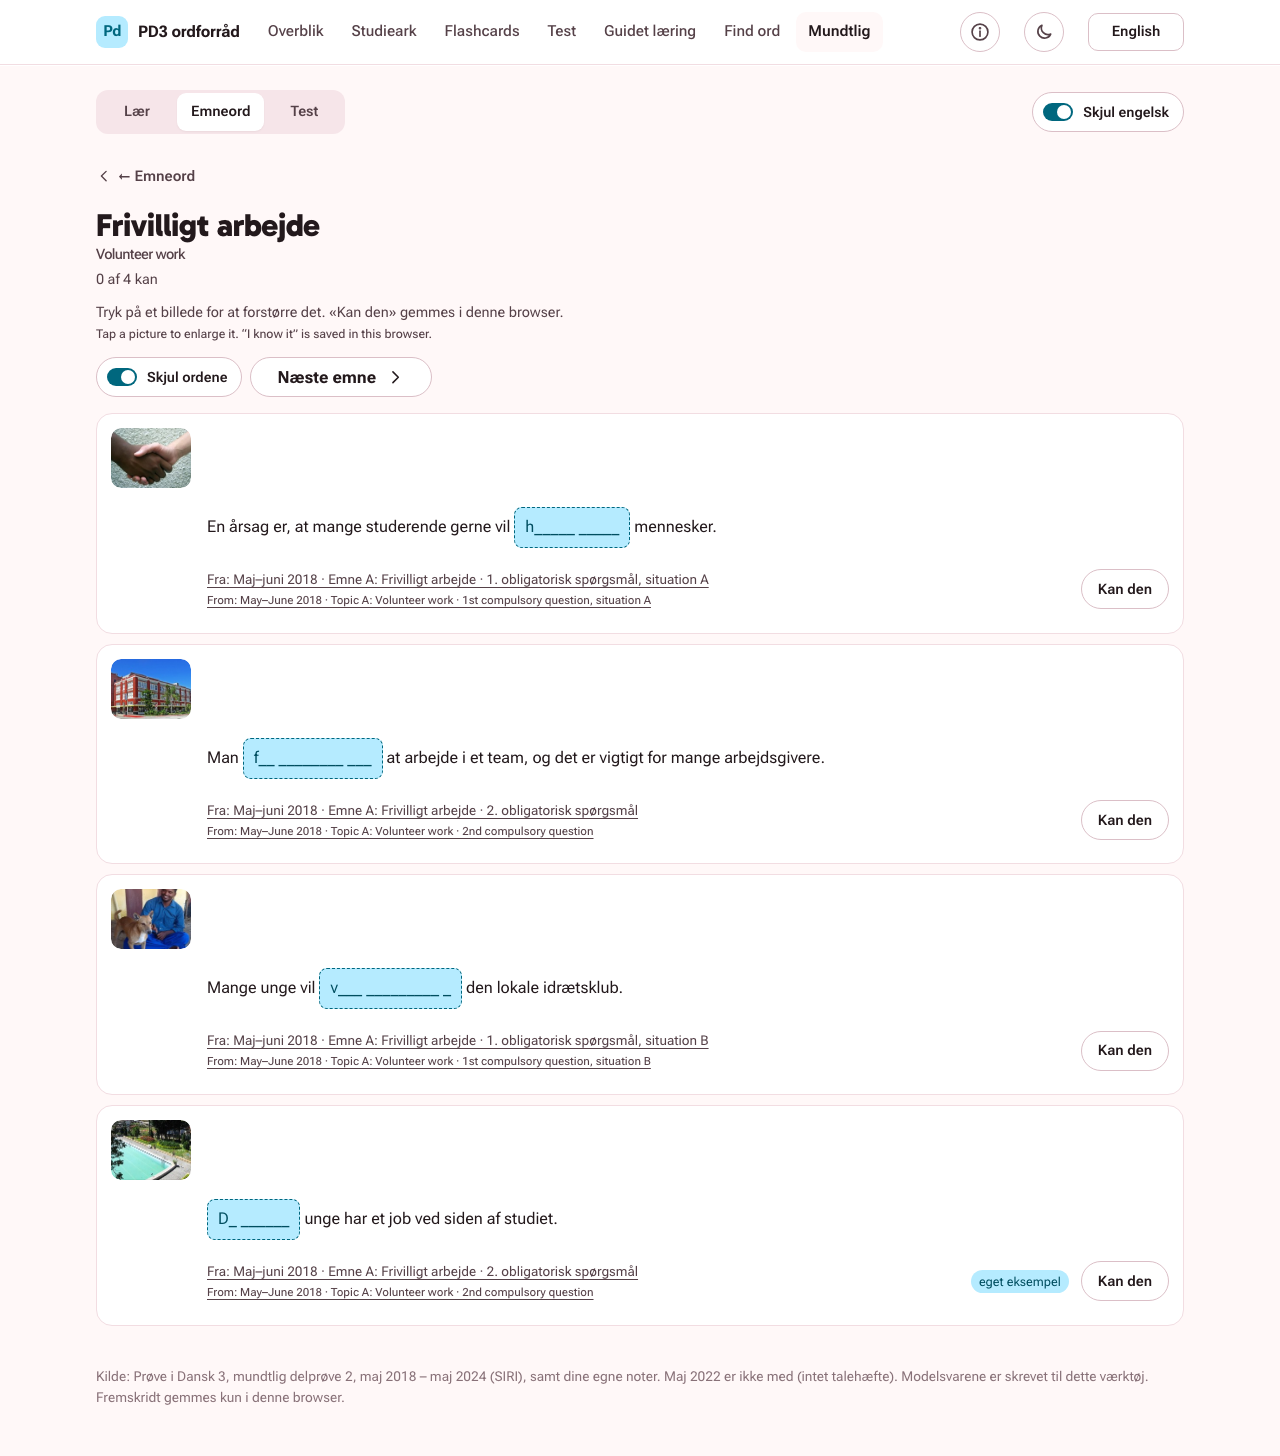 Pd PD3 ordforråd Overblik Studieark Flashcards Test Guidet læring Find ord Mundtlig English
Lær Emneord Test Skjul engelsk
← Emneord
Frivilligt arbejde
Volunteer work
0 af 4 kan
Tryk på et billede for at forstørre det. «Kan den» gemmes i denne browser.
Tap a picture to enlarge it. “I know it” is saved in this browser.
Skjul ordene Næste emne
En årsag er, at mange studerende gerne vil h_____ _____ mennesker.
Fra: Maj–juni 2018 · Emne A: Frivilligt arbejde · 1. obligatorisk spørgsmål, situation A
From: May–June 2018 · Topic A: Volunteer work · 1st compulsory question, situation A
Kan den
Man f__ ________ ___ at arbejde i et team, og det er vigtigt for mange arbejdsgivere.
Fra: Maj–juni 2018 · Emne A: Frivilligt arbejde · 2. obligatorisk spørgsmål
From: May–June 2018 · Topic A: Volunteer work · 2nd compulsory question
Kan den
Mange unge vil v___ _________ _ den lokale idrætsklub.
Fra: Maj–juni 2018 · Emne A: Frivilligt arbejde · 1. obligatorisk spørgsmål, situation B
From: May–June 2018 · Topic A: Volunteer work · 1st compulsory question, situation B
Kan den
D_ ______ unge har et job ved siden af studiet.
Fra: Maj–juni 2018 · Emne A: Frivilligt arbejde · 2. obligatorisk spørgsmål
From: May–June 2018 · Topic A: Volunteer work · 2nd compulsory question
eget eksempel Kan den
Kilde: Prøve i Dansk 3, mundtlig delprøve 2, maj 2018 – maj 2024 (SIRI), samt dine egne noter. Maj 2022 er ikke med (intet talehæfte). Modelsvarene er skrevet til dette værktøj.
Fremskridt gemmes kun i denne browser.